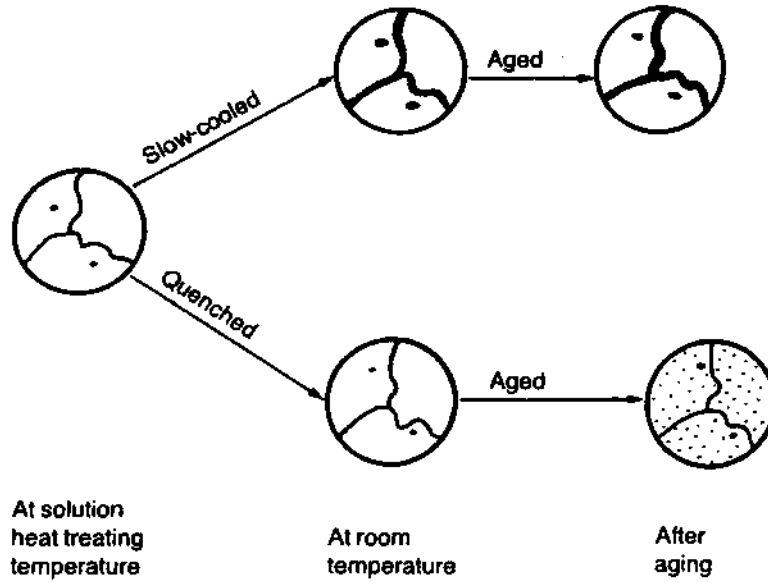 Slow-cooled
Aged
Quenched
Aged
At solution
heat treating
temperature
At room
temperature
After
aging